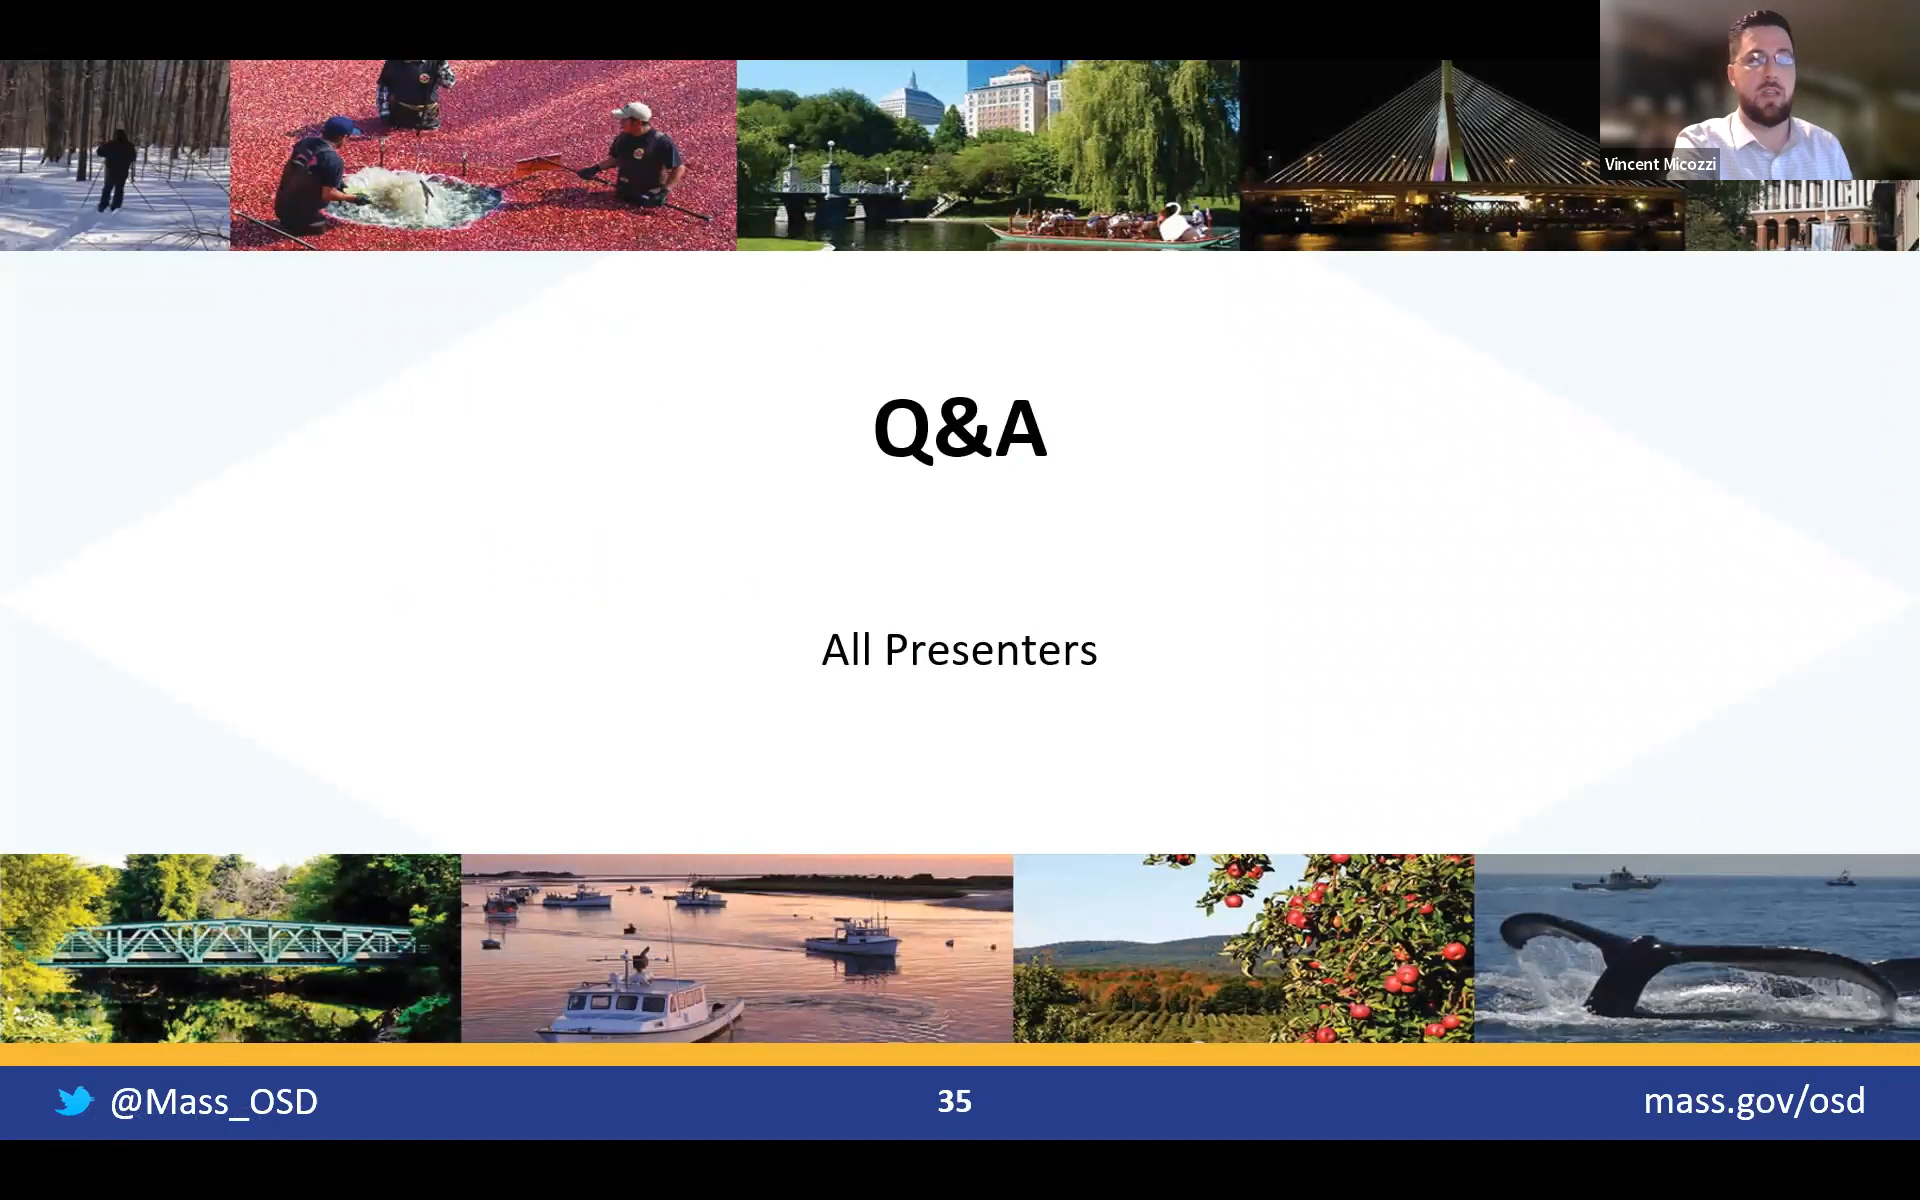 Vincent Micozzi
Q&A
All Presenters
@Mass_OSD
35
mass.gov/osd